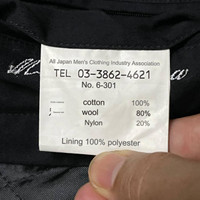 All Japan Men's Clothing Industry Association
TEL 03-3862-4621
No. 6-301
cotton 100%
wool 80%
Nylon 20%
Lining 100% polyester